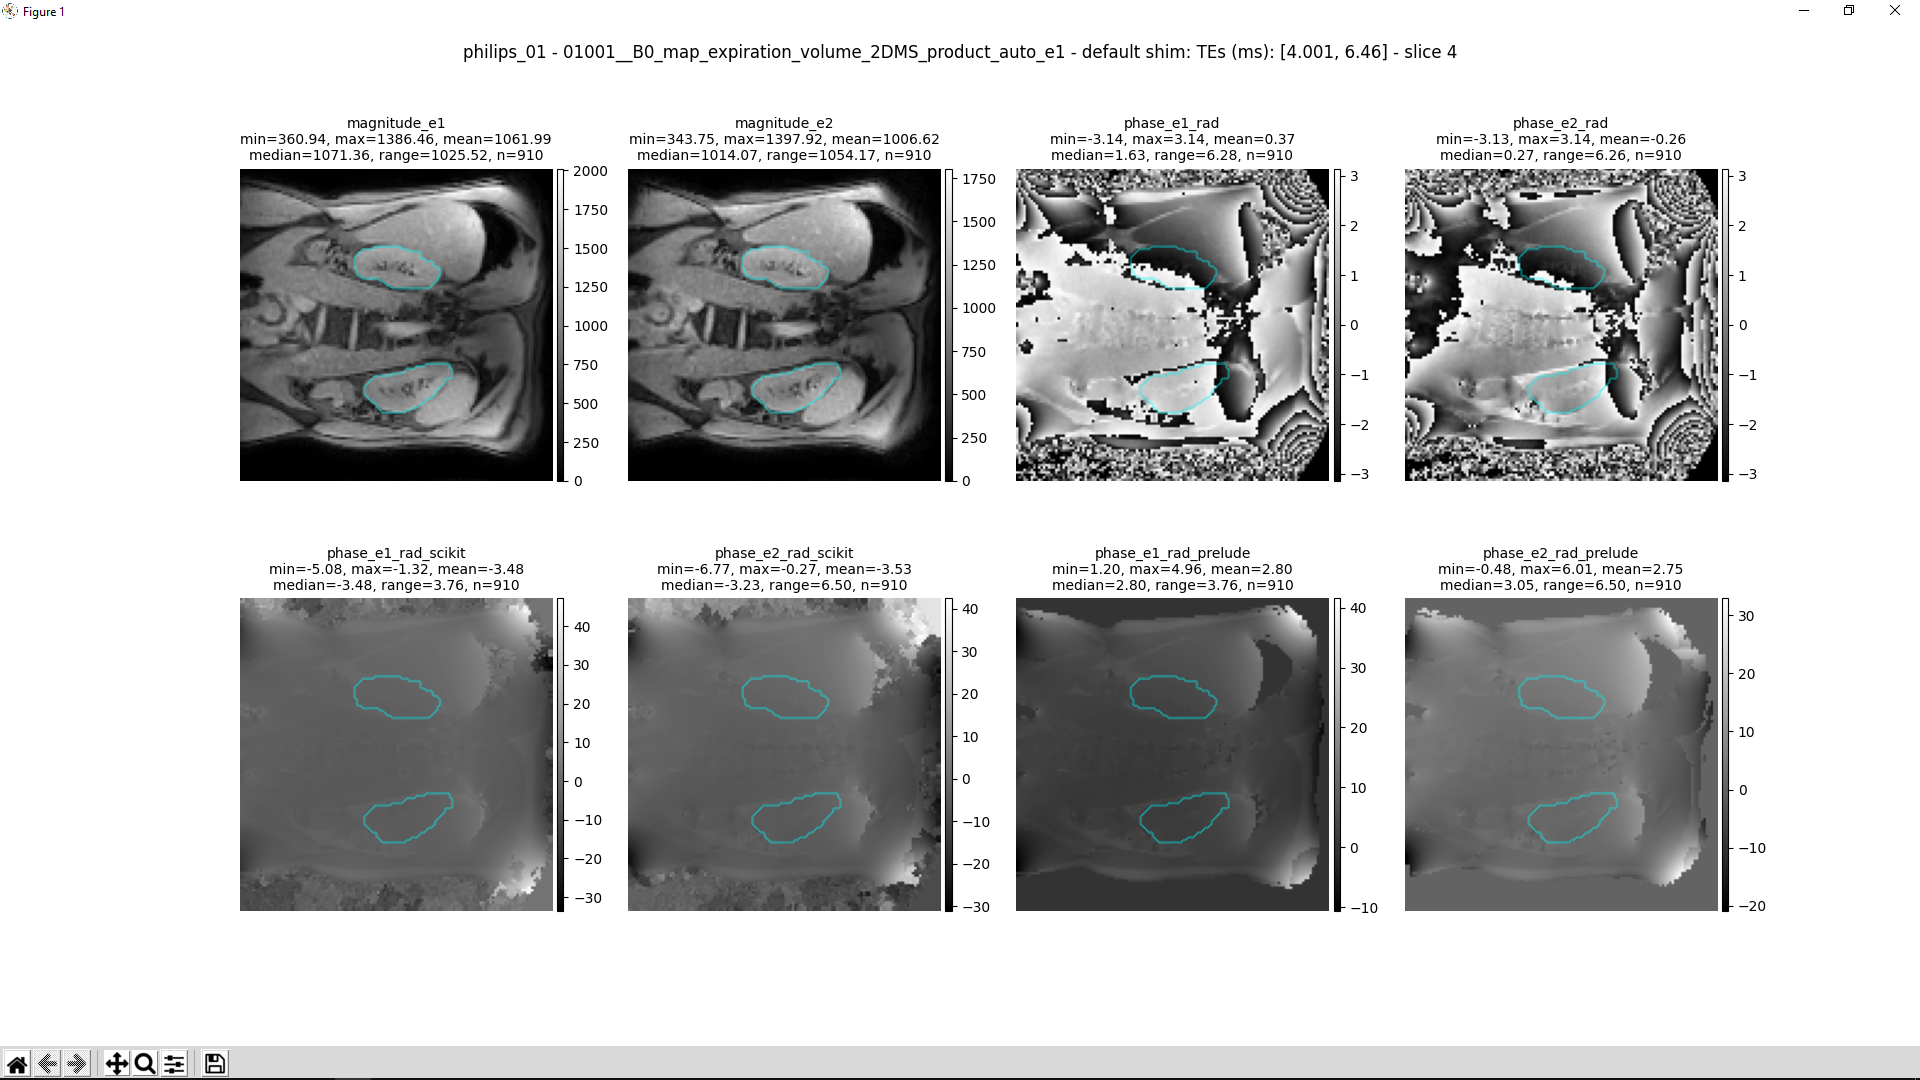 Figure 1
philips_01 - 01001__B0_map_expiration_volume_2DMS_product_auto_e1 - default shim: TEs (ms): [4.001, 6.46] - slice 4
magnitude_e1
min=360.94, max=1386.46, mean=1061.99
median=1071.36, range=1025.52, n=910
2000
1750
1500
1250
1000
750
500
250
0
magnitude_e2
min=343.75, max=1397.92, mean=1006.62
median=1014.07, range=1054.17, n=910
1750
1500
1250
1000
750
500
250
0
phase_e1_rad
min=-3.14, max=3.14, mean=0.37
median=1.63, range=6.28, n=910
3
2
1
0
−1
−2
−3
phase_e2_rad
min=-3.13, max=3.14, mean=-0.26
median=0.27, range=6.26, n=910
3
2
1
0
−1
−2
−3
phase_e1_rad_scikit
min=-5.08, max=-1.32, mean=-3.48
median=-3.48, range=3.76, n=910
40
30
20
10
0
−10
−20
−30
phase_e2_rad_scikit
min=-6.77, max=-0.27, mean=-3.53
median=-3.23, range=6.50, n=910
40
30
20
10
0
−10
−20
−30
phase_e1_rad_prelude
min=1.20, max=4.96, mean=2.80
median=2.80, range=3.76, n=910
40
30
20
10
0
−10
phase_e2_rad_prelude
min=-0.48, max=6.01, mean=2.75
median=3.05, range=6.50, n=910
30
20
10
0
−10
−20